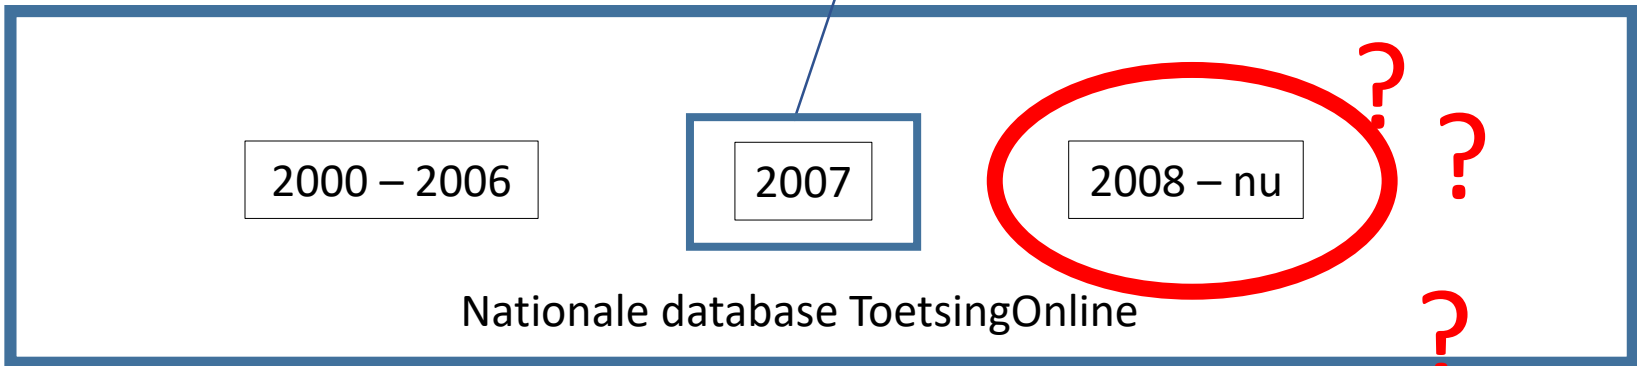 ?
?
2000 – 2006
2007
2008 – nu
Nationale database ToetsingOnline
?